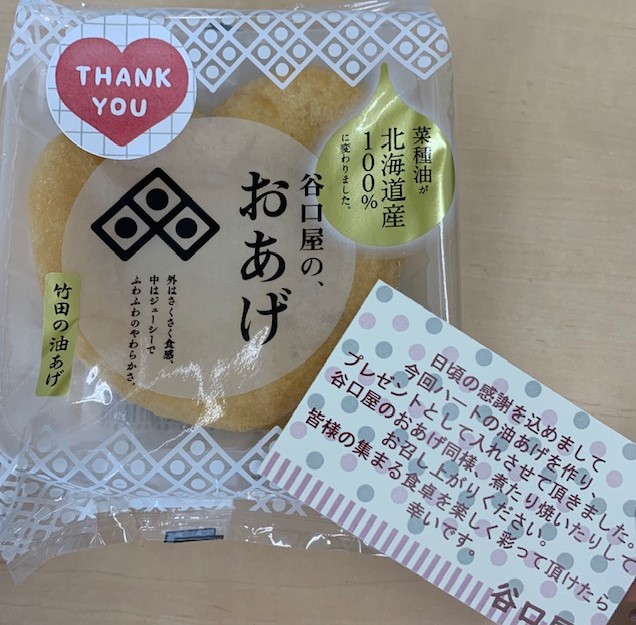 THANK
YOU
菜種油が
北海道産
100%
に変わりました。
谷口屋の、
おあげ
外はさくさく食感、
中はジューシーで
ふわふわのやわらかさ。
竹田の油あげ
日頃の感謝を込めまして
今回ハートの油あげを作り、
プレゼントとして入れさせて頂きました。
谷口屋のおあげ同様、煮たり焼いたりして
お召し上がりください。
皆様の集まる食卓を楽しく彩って頂けたら
幸いです。
谷口屋